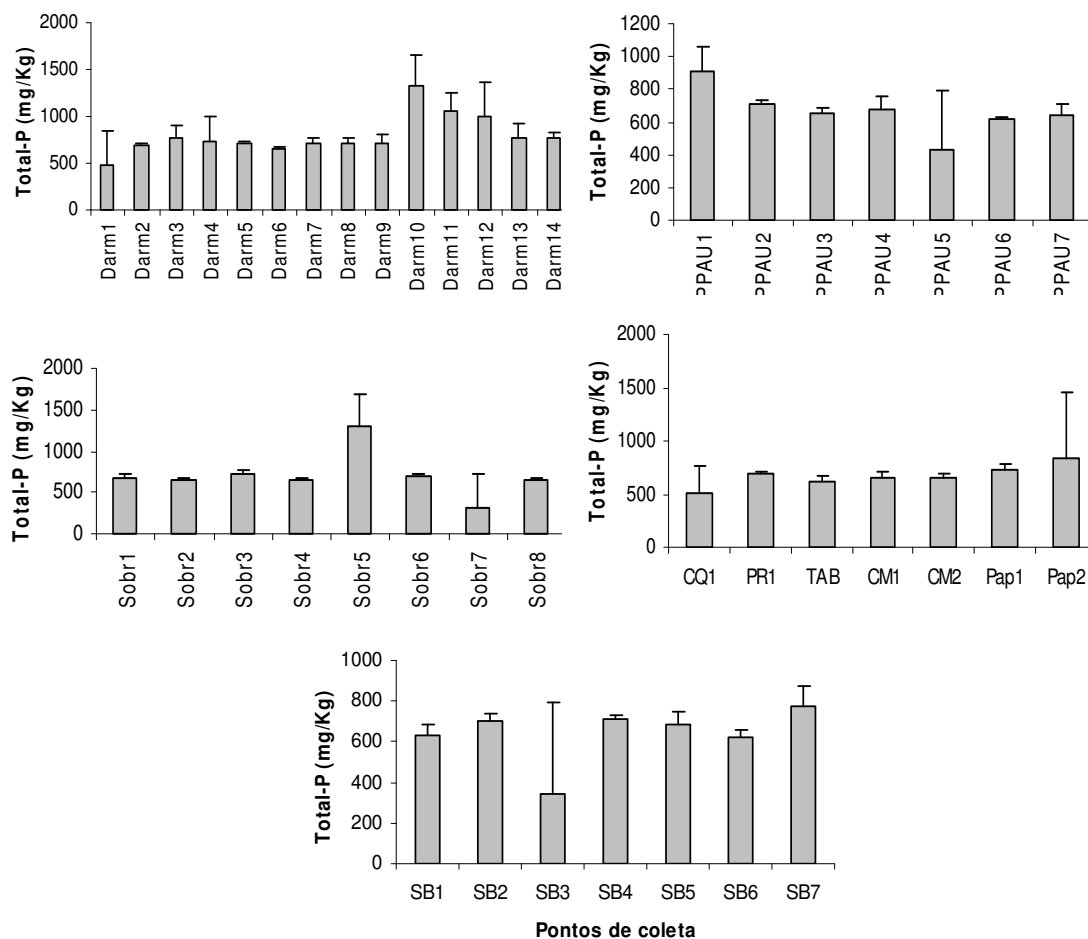 Total-P (mg/Kg)
2000
1500
1000
500
0
Darm1
Darm2
Darm3
Darm4
Darm5
Darm6
Darm7
Darm8
Darm9
Darm10
Darm11
Darm12
Darm13
Darm14
Total-P (mg/Kg)
1200
1000
800
600
400
200
0
PPAU1
PPAU2
PPAU3
PPAU4
PPAU5
PPAU6
PPAU7
Total-P (mg/Kg)
2000
1500
1000
500
0
Sobr1
Sobr2
Sobr3
Sobr4
Sobr5
Sobr6
Sobr7
Sobr8
Total-P (mg/Kg)
2000
1500
1000
500
0
CQ1 PR1 TAB CM1 CM2 Pap1 Pap2
Total-P (mg/Kg)
1000
800
600
400
200
0
SB1 SB2 SB3 SB4 SB5 SB6 SB7
Pontos de coleta